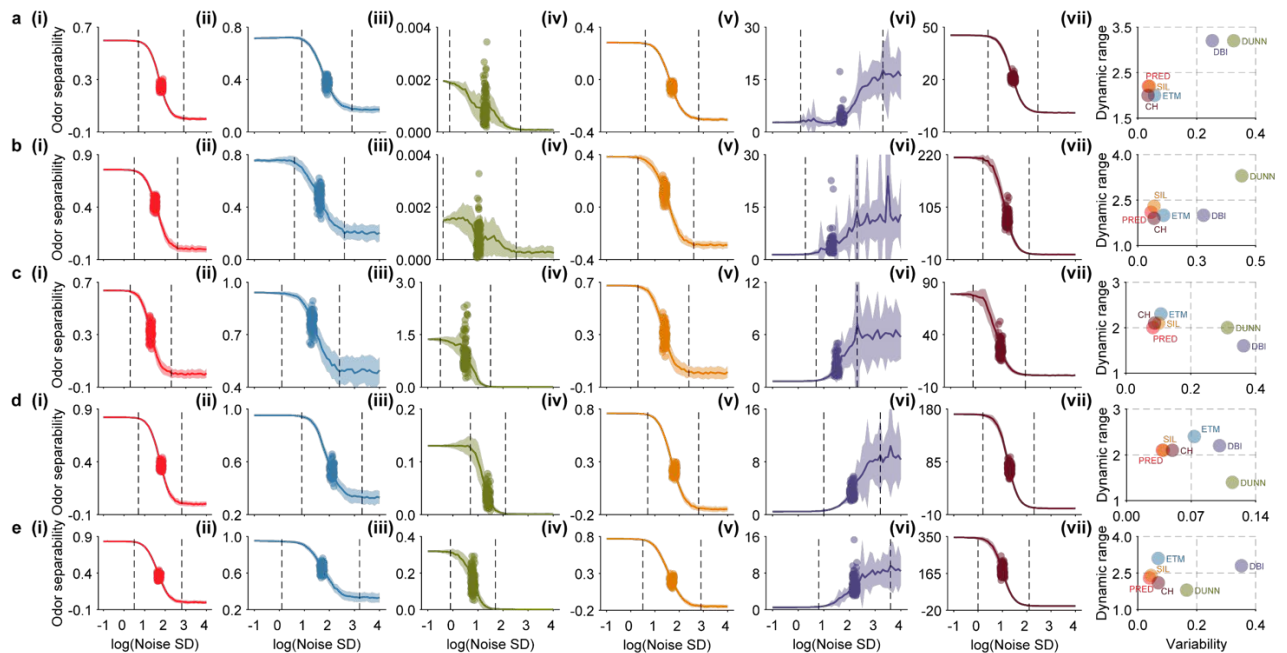 a (i) (ii) (iii) (iv) (v) (vi) (vii)
Odor separability
0.7 0.8 0.004 0.4 30 50 3.5
0.3 0.4 0.002 0.0 15 20 2.5
-0.1 0.0 0.000 -0.4 0 -10 1.5
Dynamic range
DUNN
DBI
PRED
SIL
ETM
CH
0.0 0.2 0.4
b (i) (ii) (iii) (iv) (v) (vi) (vii)
Odor separability
0.9 0.8 0.004 0.4 30 220 4.0
0.4 0.4 0.002 0.0 15 105 2.5
-0.1 0.0 0.000 -0.4 0 -10 1.0
Dynamic range
DUNN
SIL
ETM
DBI
PRED
CH
0.0 0.3 0.5
c (i) (ii) (iii) (iv) (v) (vi) (vii)
Odor separability
0.7 1.0 3.0 0.7 12 90 3
0.3 0.7 1.5 0.3 6 40 2
-0.1 0.4 0.0 -0.1 0 -10 1
Dynamic range
CH
ETM
SIL
DUNN
PRED
DBI
0.0 0.2 0.4
d (i) (ii) (iii) (iv) (v) (vi) (vii)
Odor separability
0.9 1.0 0.2 0.8 16 180 3
0.4 0.6 0.1 0.3 8 85 2
-0.1 0.2 0.0 -0.2 0 -10 1
Dynamic range
ETM
SIL
DBI
CH
PRED
DUNN
0.00 0.07 0.14
e (i) (ii) (iii) (iv) (v) (vi) (vii)
Odor separability
0.9 1.0 0.4 0.8 16 350 4.0
0.4 0.6 0.2 0.3 8 165 2.5
-0.1 0.2 0.0 -0.2 0 -20 1.0
Dynamic range
ETM
DBI
SIL
PRED
CH
DUNN
-1 0 1 2 3 4 -1 0 1 2 3 4 -1 0 1 2 3 4 -1 0 1 2 3 4 -1 0 1 2 3 4 -1 0 1 2 3 4 0.0 0.2 0.4
log(Noise SD) log(Noise SD) log(Noise SD) log(Noise SD) log(Noise SD) log(Noise SD) Variability